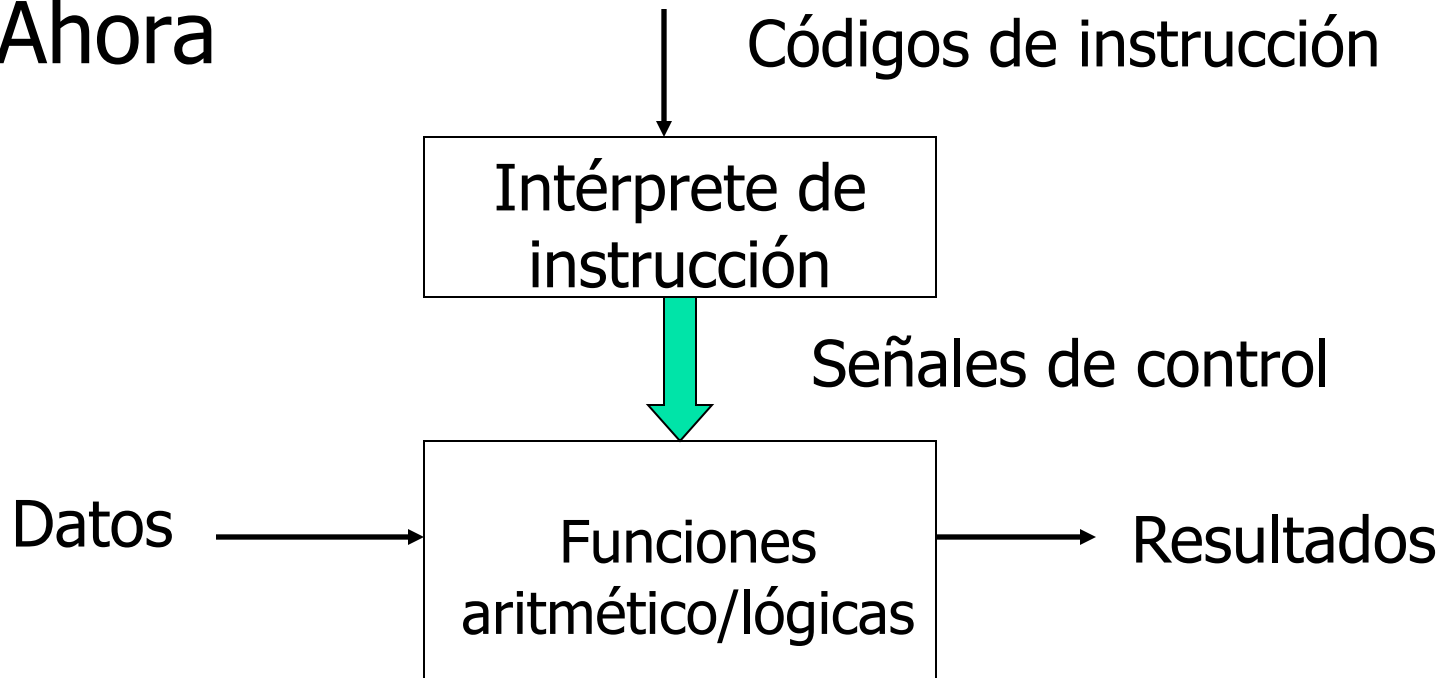 Ahora
Códigos de instrucción
Intérprete de
instrucción
Señales de control
Datos
Funciones
aritmético/lógicas
Resultados